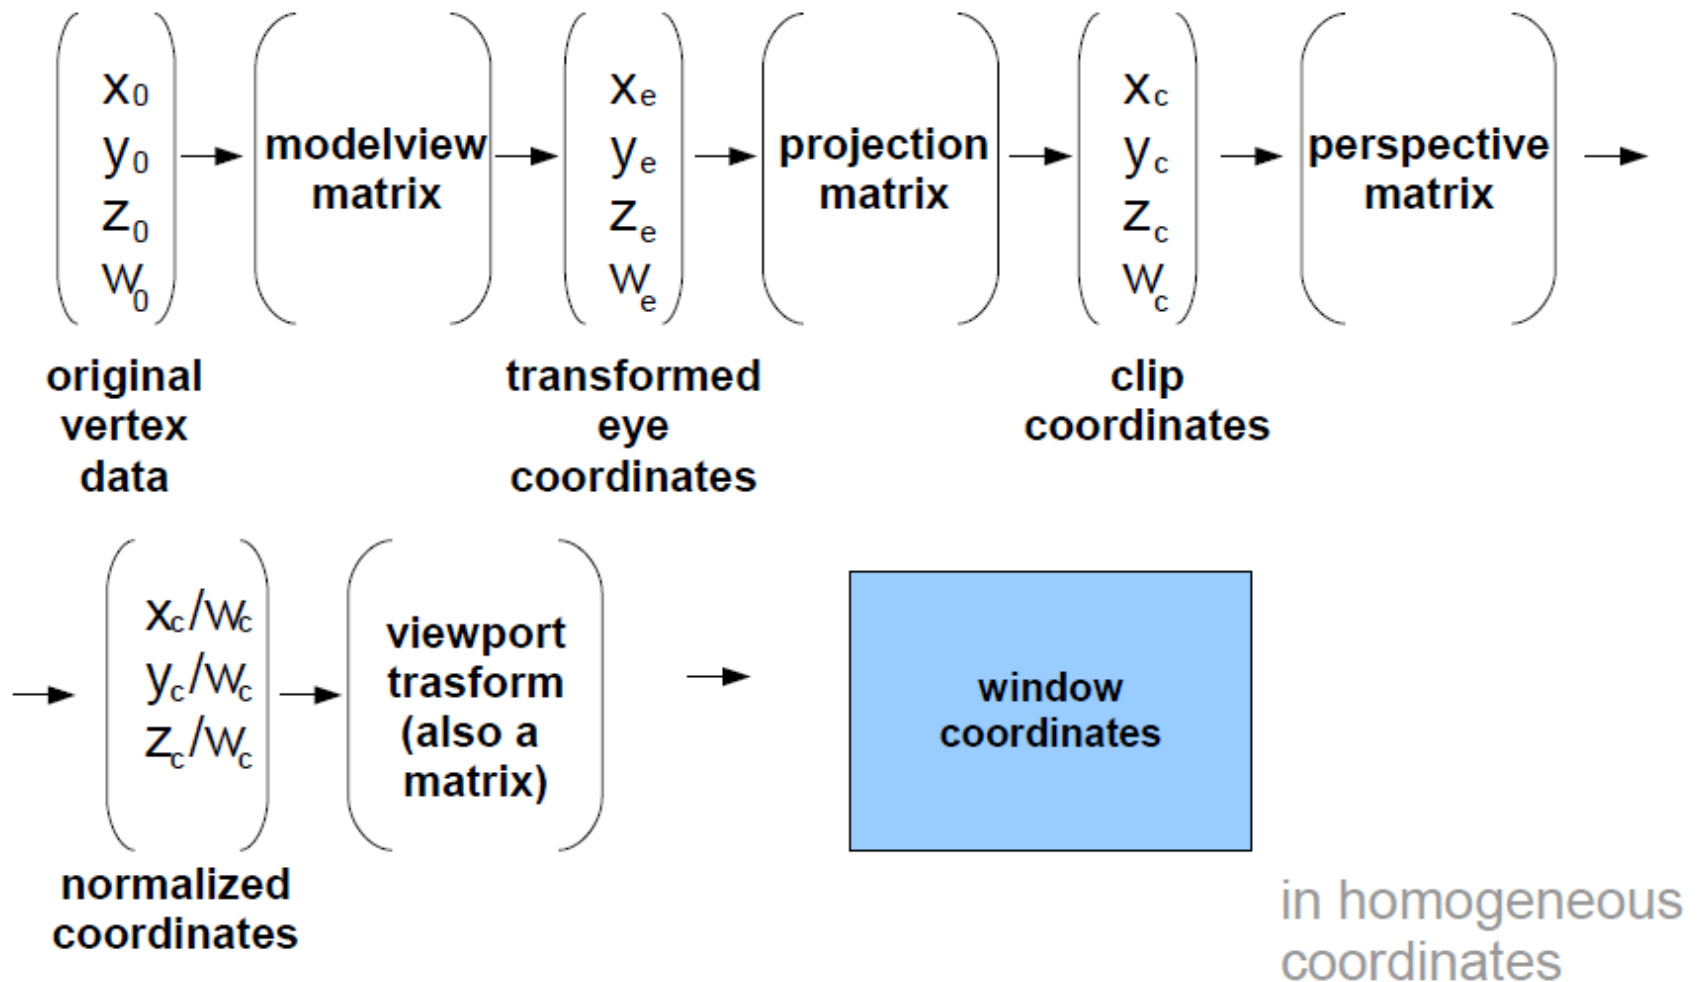 x0
y0
z0
w0
modelview
matrix
xe
ye
ze
we
projection
matrix
xc
yc
zc
wc
perspective
matrix
original
vertex
data
transformed
eye
coordinates
clip
coordinates
xc/wc
yc/wc
zc/wc
viewport
trasform
(also a
matrix)
window
coordinates
normalized
coordinates
in homogeneous
coordinates